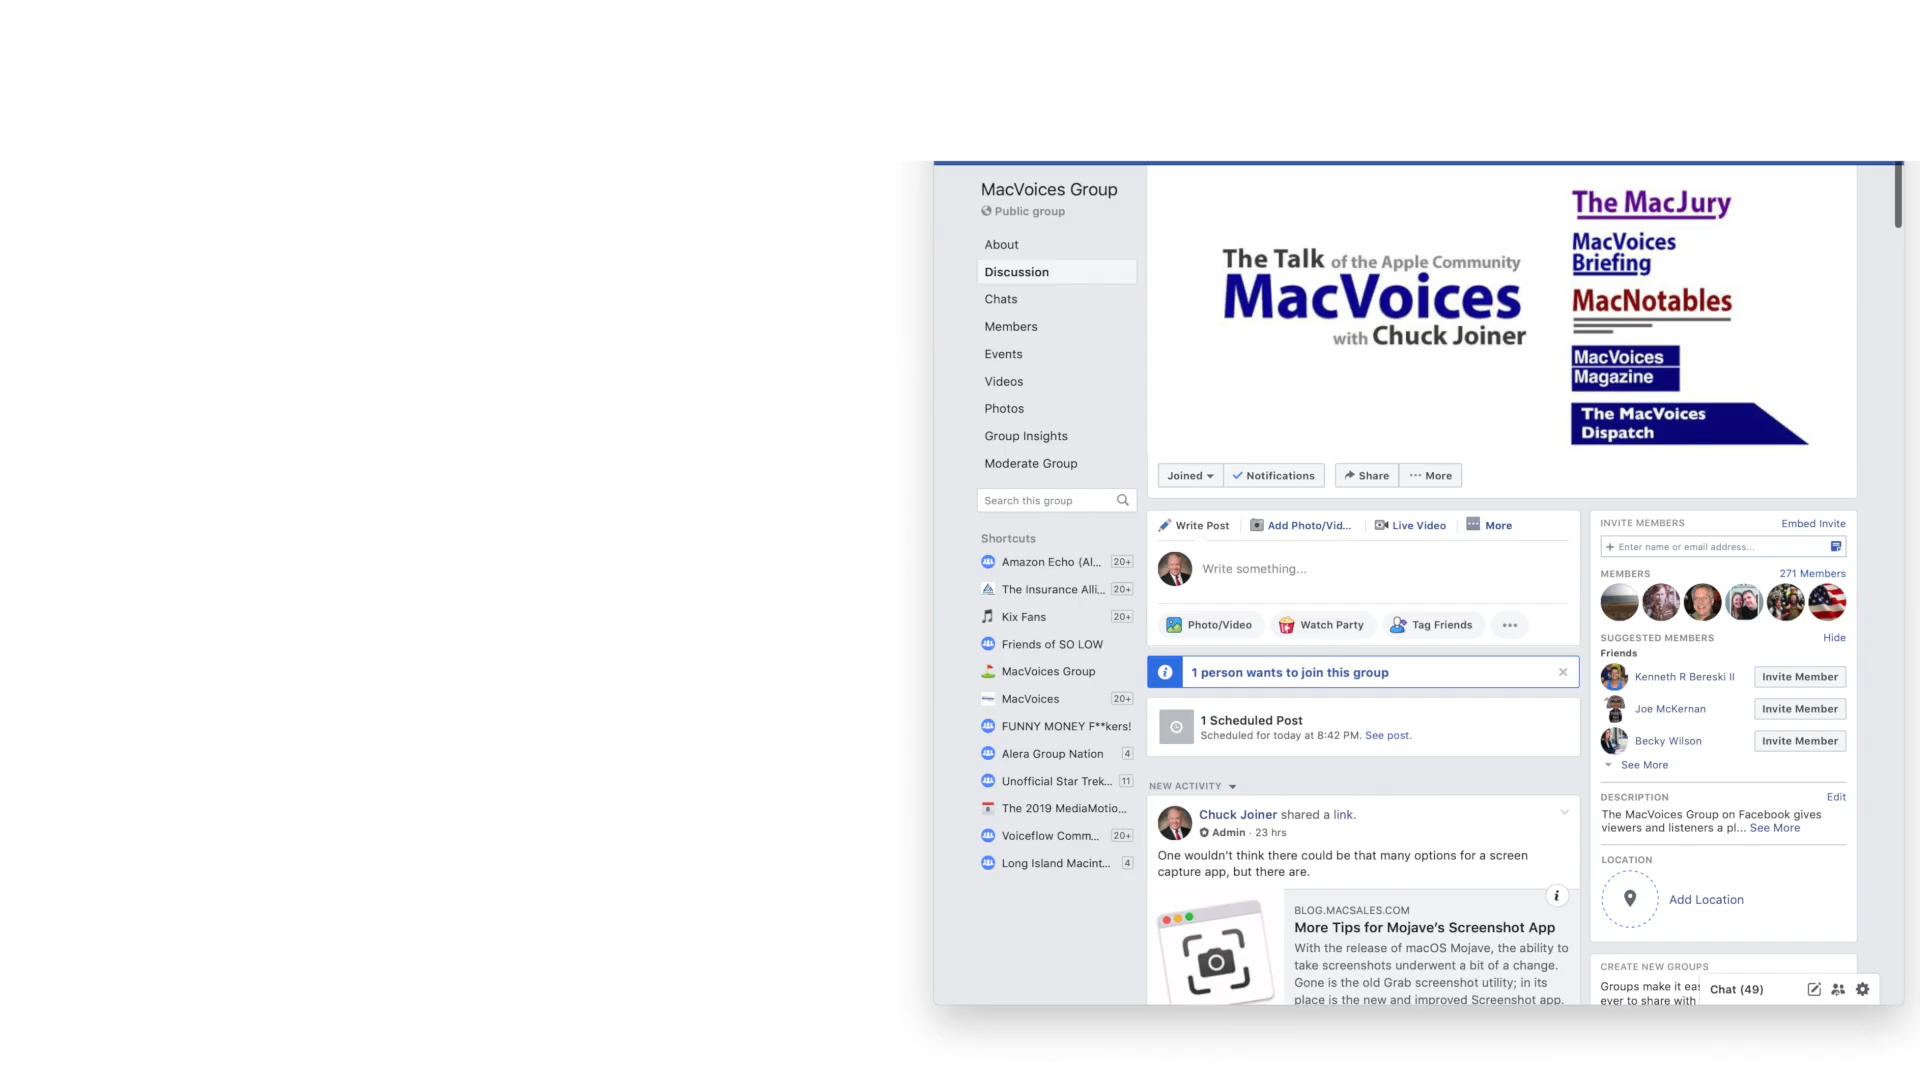 MacVoices Group
Public group
About
Discussion
Chats
Members
Events
Videos
Photos
Group Insights
Moderate Group
Search this group
Shortcuts
Amazon Echo (Al... 20+
The Insurance Alli... 20+
Kix Fans 20+
Friends of SO LOW
MacVoices Group
MacVoices 20+
FUNNY MONEY F**kers!
Alera Group Nation 4
Unofficial Star Trek... 11
The 2019 MediaMotio...
Voiceflow Comm... 20+
Long Island Macint... 4
The Talk of the Apple Community
MacVoices
with Chuck Joiner
The MacJury
MacVoices
Briefing
MacNotables
MacVoices
Magazine
The MacVoices
Dispatch
Joined Notifications Share More
Write Post Add Photo/Vid... Live Video More
Write something...
Photo/Video Watch Party Tag Friends
1 person wants to join this group
1 Scheduled Post
Scheduled for today at 8:42 PM. See post.
NEW ACTIVITY
Chuck Joiner shared a link.
Admin · 23 hrs
One wouldn't think there could be that many options for a screen
capture app, but there are.
BLOG.MACSALES.COM
More Tips for Mojave's Screenshot App
With the release of macOS Mojave, the ability to
take screenshots underwent a bit of a change.
Gone is the old Grab screenshot utility; in its
place is the new and improved Screenshot app.
INVITE MEMBERS Embed Invite
+ Enter name or email address...
MEMBERS 271 Members
SUGGESTED MEMBERS Hide
Friends
Kenneth R Bereski II Invite Member
Joe McKernan Invite Member
Becky Wilson Invite Member
See More
DESCRIPTION Edit
The MacVoices Group on Facebook gives
viewers and listeners a pl... See More
LOCATION
Add Location
CREATE NEW GROUPS
Groups make it eas
ever to share with
Chat (49)